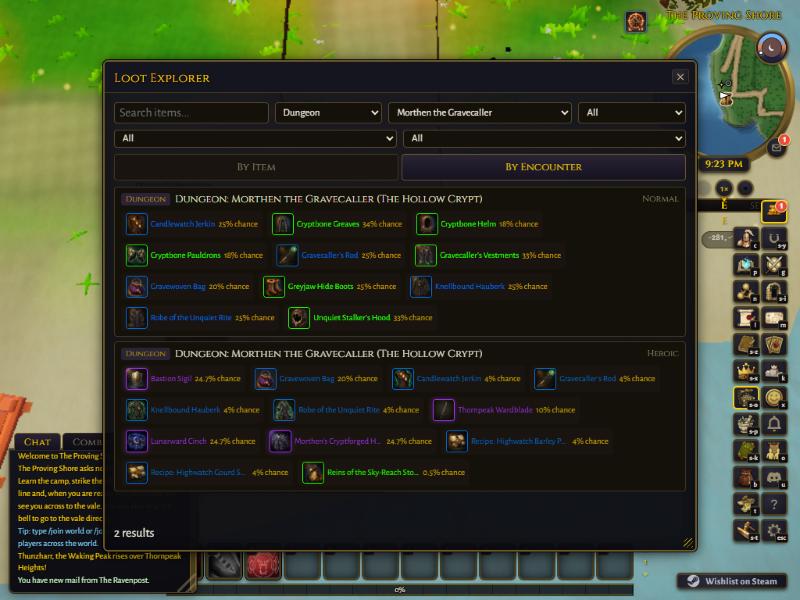 The Proving Shore
Loot Explorer
Search items...
Dungeon
Morthen the Gravecaller
All
All
All
By Item
By Encounter
9:23 PM
1x
Dungeon
Dungeon: Morthen the Gravecaller (The Hollow Crypt)
Normal
Candlewatch Jerkin 25% chance
Cryptbone Greaves 34% chance
Cryptbone Helm 18% chance
Cryptbone Pauldrons 18% chance
Gravecaller's Rod 25% chance
Gravecaller's Vestments 33% chance
Gravewoven Bag 20% chance
Greyjaw Hide Boots 25% chance
Knellbound Hauberk 25% chance
Robe of the Unquiet Rite 25% chance
Unquiet Stalker's Hood 33% chance
Dungeon
Dungeon: Morthen the Gravecaller (The Hollow Crypt)
Heroic
Bastion Sigil 24.7% chance
Gravewoven Bag 20% chance
Candlewatch Jerkin 4% chance
Gravecaller's Rod 4% chance
Knellbound Hauberk 4% chance
Robe of the Unquiet Rite 4% chance
Thornpeak Wardblade 10% chance
Lunarward Cinch 24.7% chance
Morthen's Cryptforged H... 24.7% chance
Recipe: Highwatch Barley P... 4% chance
Recipe: Highwatch Gourd S... 4% chance
Reins of the Sky-Reach Sto... 0.5% chance
2 results
Chat
Comb
Welcome to The Proving S
The Proving Shore asks no
Learn the camp, strike the
line and, when you are rea
see you across to the vale.
bell to go to the vale direc
Tip: type /join world or /jo
players across the world.
Thunzharr, the Waking Peak rises over Thornpeak
Heights!
You have new mail from The Ravenpost.
0%
Wishlist on Steam